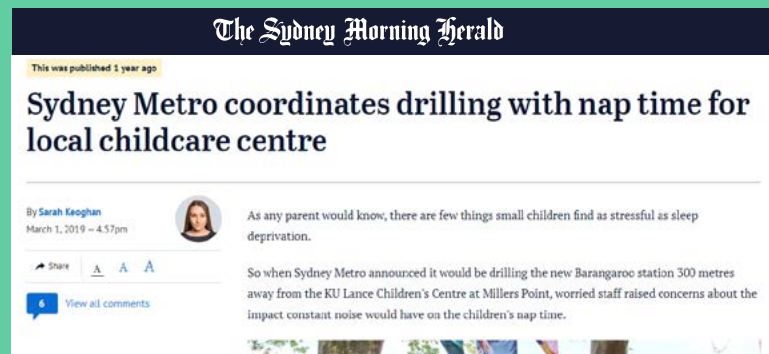 The Sydney Morning Herald
This was published 1 year ago
Sydney Metro coordinates drilling with nap time for
local childcare centre
By Sarah Keoghan
March 1, 2019 — 4.57pm
Share A A A
6 View all comments
As any parent would know, there are few things small children find as stressful as sleep
deprivation.
So when Sydney Metro announced it would be drilling the new Barangaroo station 300 metres
away from the KU Lance Children's Centre at Millers Point, worried staff raised concerns about the
impact constant noise would have on the children's nap time.